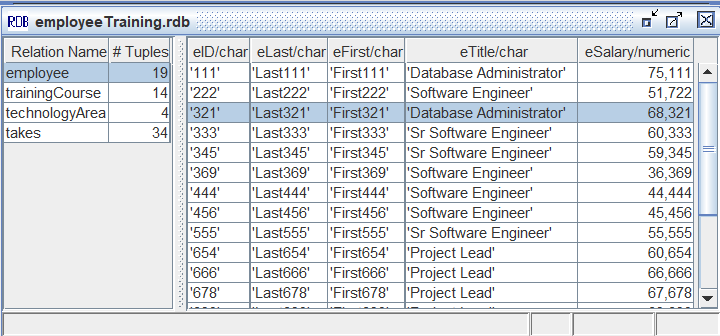 RDB employeeTraining.rdb
Relation Name # Tuples
employee 19
trainingCourse 14
technologyArea 4
takes 34
eID/char eLast/char eFirst/char eTitle/char eSalary/numeric
'111' 'Last111' 'First111' 'Database Administrator' 75,111
'222' 'Last222' 'First222' 'Software Engineer' 51,722
'321' 'Last321' 'First321' 'Database Administrator' 68,321
'333' 'Last333' 'First333' 'Sr Software Engineer' 60,333
'345' 'Last345' 'First345' 'Sr Software Engineer' 59,345
'369' 'Last369' 'First369' 'Software Engineer' 36,369
'444' 'Last444' 'First444' 'Software Engineer' 44,444
'456' 'Last456' 'First456' 'Software Engineer' 45,456
'555' 'Last555' 'First555' 'Sr Software Engineer' 55,555
'654' 'Last654' 'First654' 'Project Lead' 60,654
'666' 'Last666' 'First666' 'Project Lead' 66,666
'678' 'Last678' 'First678' 'Project Lead' 67,678